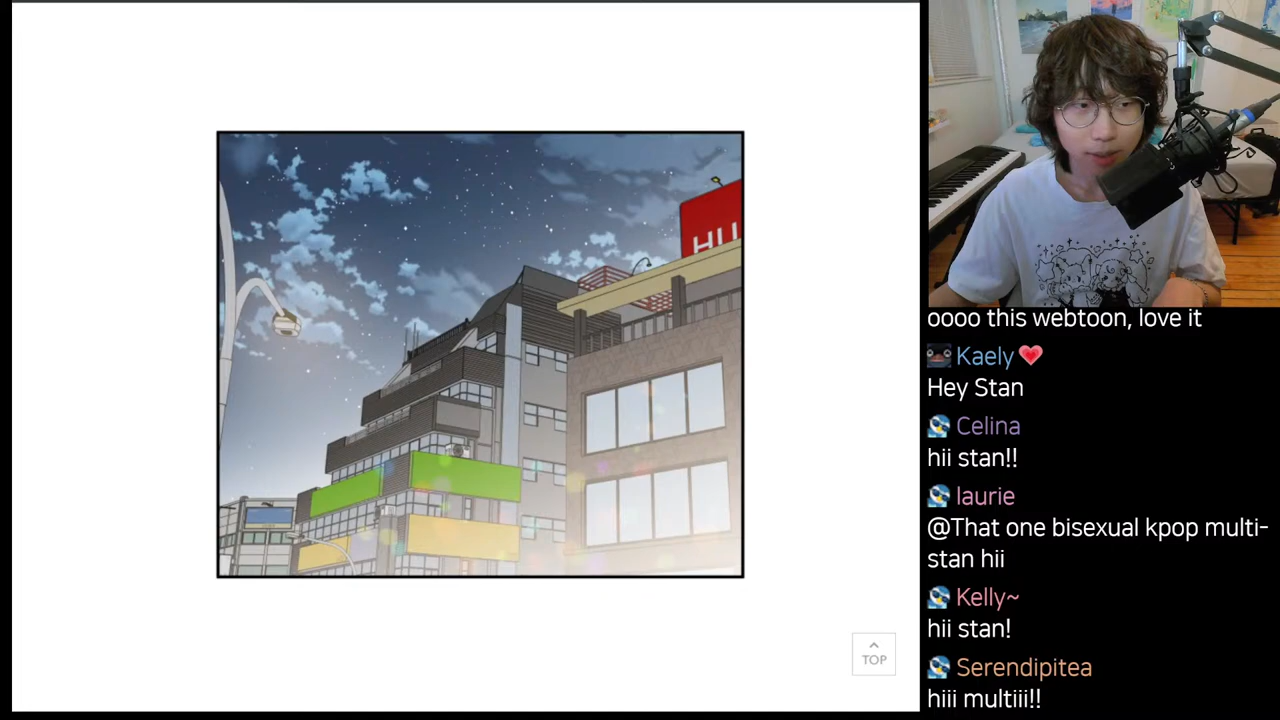 HU
TOP
oooo this webtoon, love it
Kaely
Hey Stan
Celina
hii stan!!
laurie
@That one bisexual kpop multi-
stan hii
Kelly~
hii stan!
Serendipitea
hiii multiii!!